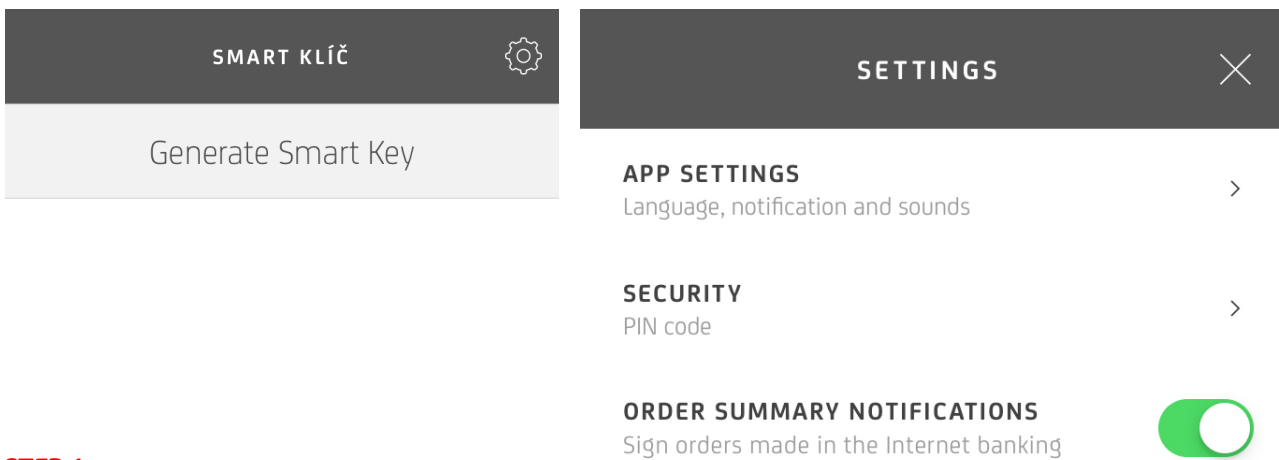 SMART KLÍČ
Generate Smart Key
SETTINGS
APP SETTINGS
Language, notification and sounds
SECURITY
PIN code
ORDER SUMMARY NOTIFICATIONS
Sign orders made in the Internet banking